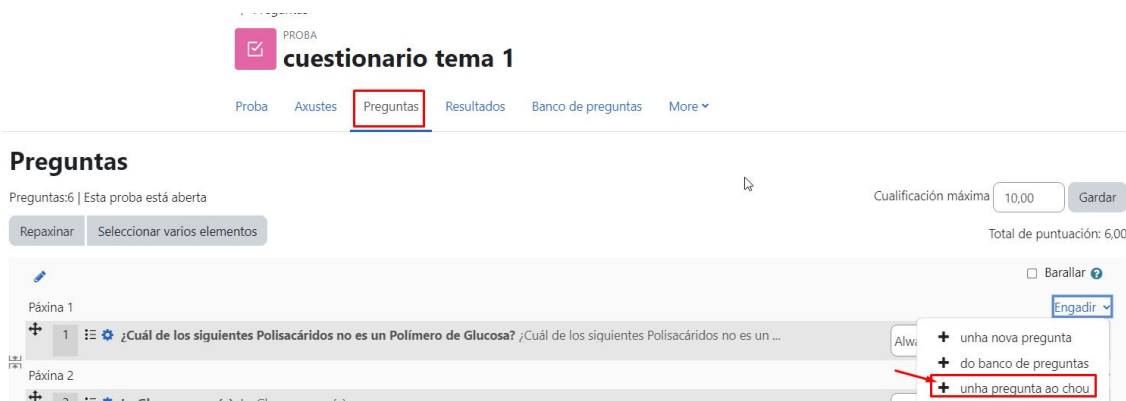 PROBA
cuestionario tema 1
Proba Axustes Preguntas Resultados Banco de preguntas More
Preguntas
Preguntas:6 | Esta proba está aberta
Cualificación máxima 10,00 Gardar
Repaxinar Seleccionar varios elementos
Total de puntuación: 6,00
Barallar
Páxina 1
Engadir
1 ¿Cuál de los siguientes Polisacáridos no es un Polímero de Glucosa? ¿Cuál de los siguientes Polisacáridos no es un ...
Alwa
+ unha nova pregunta
+ do banco de preguntas
Páxina 2
+ unha pregunta ao chou